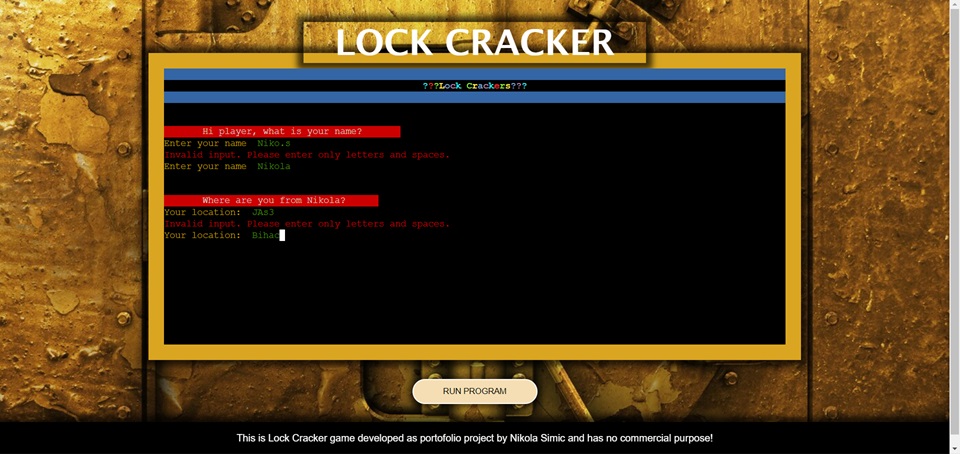 LOCK CRACKER
???Lock Crackers???
Hi player, what is your name?
Enter your name  Niko.s
Invalid input. Please enter only letters and spaces.
Enter your name  Nikola
Where are you from Nikola?
Your location:  JAs3
Invalid input. Please enter only letters and spaces.
Your location:  Bihac
RUN PROGRAM
This is Lock Cracker game developed as portofolio project by Nikola Simic and has no commercial purpose!